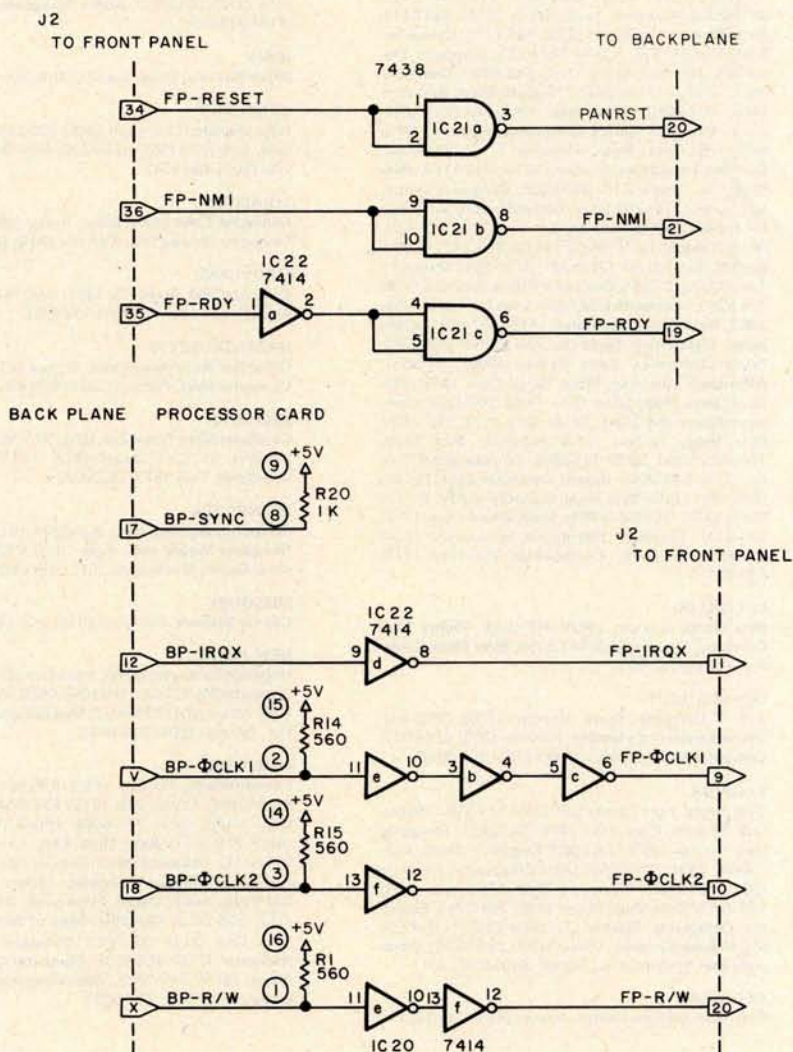 J2
TO FRONT PANEL
TO BACKPLANE
7438
34 FP-RESET 1 2 IC21 a 3 PANRST 20
36 FP-NMI 9 10 IC21 b 8 FP-NMI 21
IC22
7414
35 FP-RDY 1 a 2 4 5 IC21 c 6 FP-RDY 19
BACK PLANE PROCESSOR CARD
9 +5V
R20
1K
17 BP-SYNC 8
J2
TO FRONT PANEL
IC22
7414
12 BP-IRQX 9 d 8 FP-IRQX 11
15 +5V
R14
560
V BP-ΦCLK1 2 11 e 10 3 b 4 5 c 6 FP-ΦCLK1 9
14 +5V
R15
560
18 BP-ΦCLK2 3 13 f 12 FP-ΦCLK2 10
16 +5V
R1
560
X BP-R/W 1 11 e 10 13 f 12 FP-R/W 20
IC20 7414